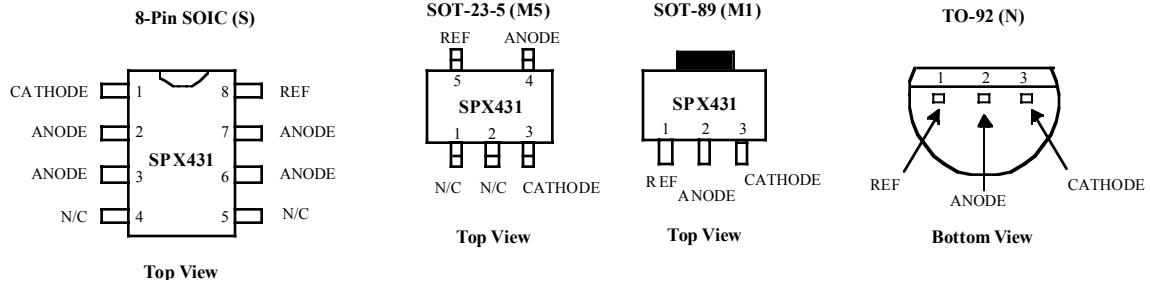 8-Pin SOIC (S)
CATHODE 1 8 REF
ANODE 2 7 ANODE
SPX431
ANODE 3 6 ANODE
N/C 4 5 N/C
Top View
SOT-23-5 (M5)
REF ANODE
5 4
SPX431
1 2 3
N/C N/C CATHODE
Top View
SOT-89 (M1)
SPX431
1 2 3
REF ANODE CATHODE
Top View
TO-92 (N)
1 2 3
REF ANODE CATHODE
Bottom View